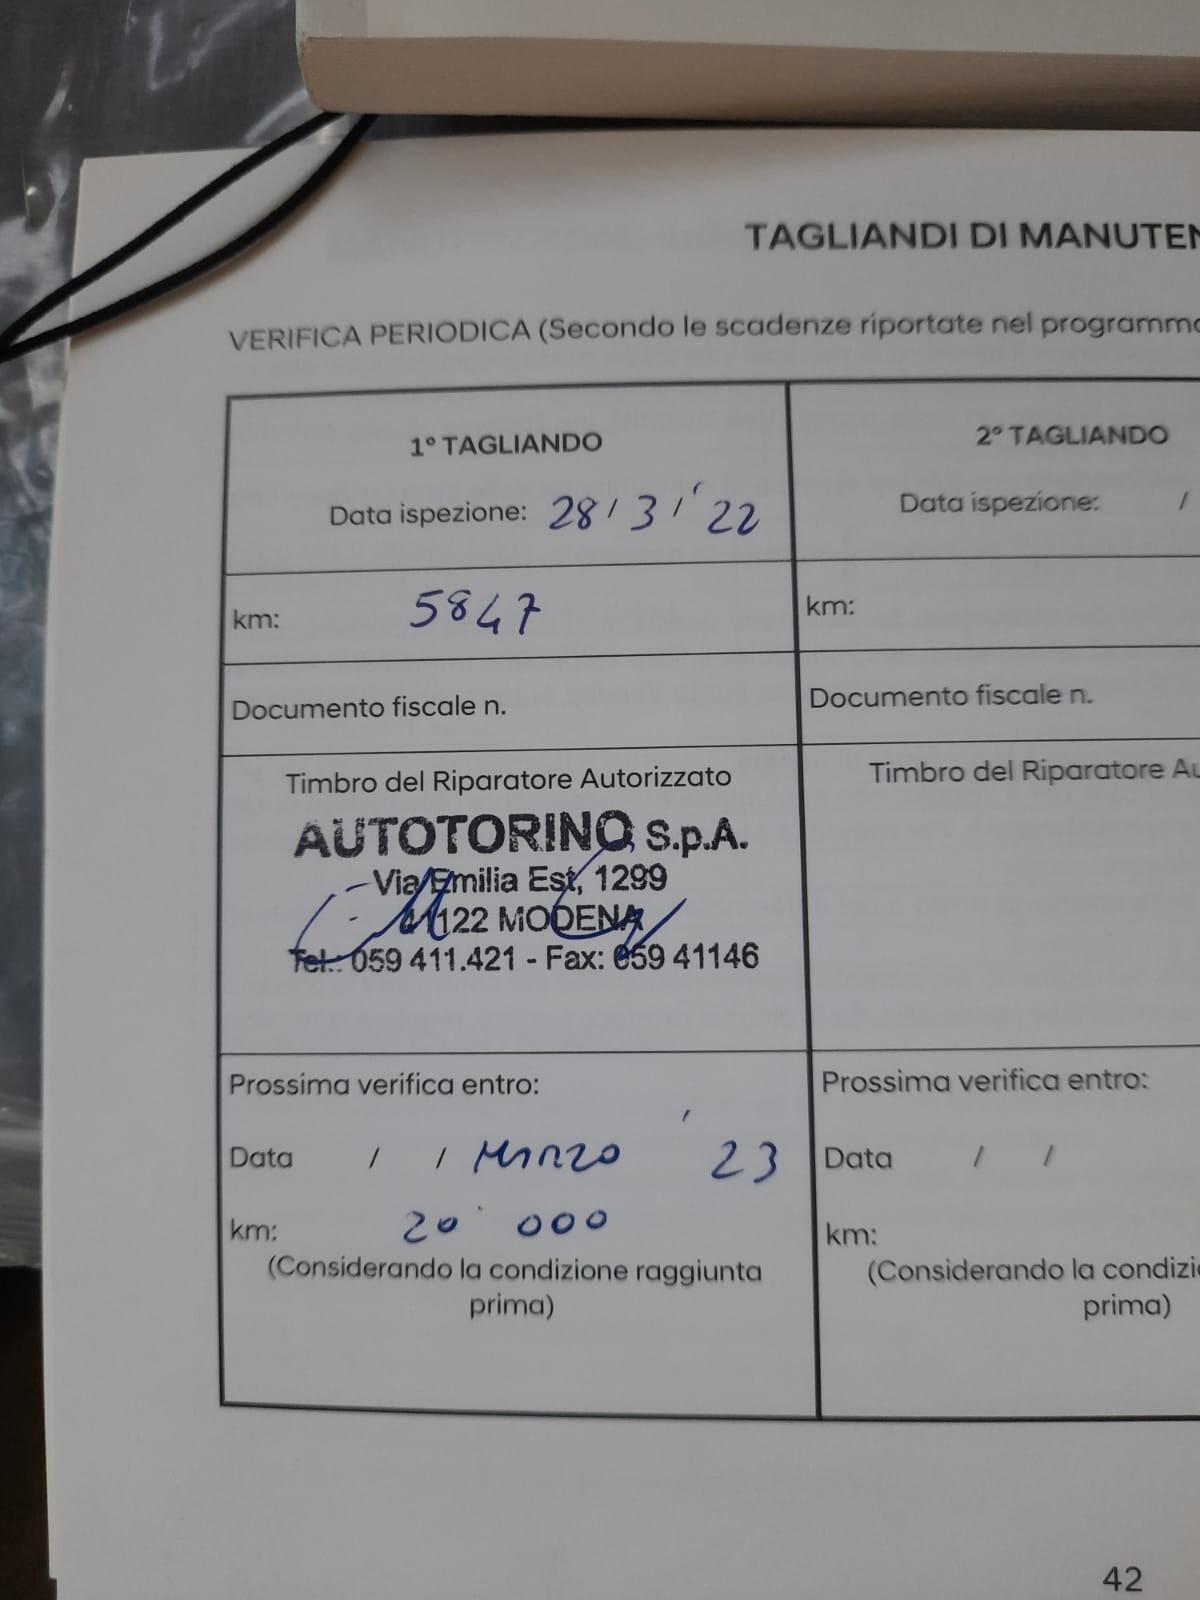 TAGLIANDI DI MANUTEN
VERIFICA PERIODICA (Secondo le scadenze riportate nel programma
1° TAGLIANDO
Data ispezione: 28/3/'22
km: 5847
Documento fiscale n.
Timbro del Riparatore Autorizzato
AUTOTORINO S.p.A.
Via Emilia Est, 1299
41122 MODENA
Tel.: 059 411.421 - Fax: 059 41146
Prossima verifica entro:
Data / / MARZO '23
km: 20'000
(Considerando la condizione raggiunta
prima)
2° TAGLIANDO
Data ispezione: /
km:
Documento fiscale n.
Timbro del Riparatore Au
Prossima verifica entro:
Data / /
km:
(Considerando la condizi
prima)
42